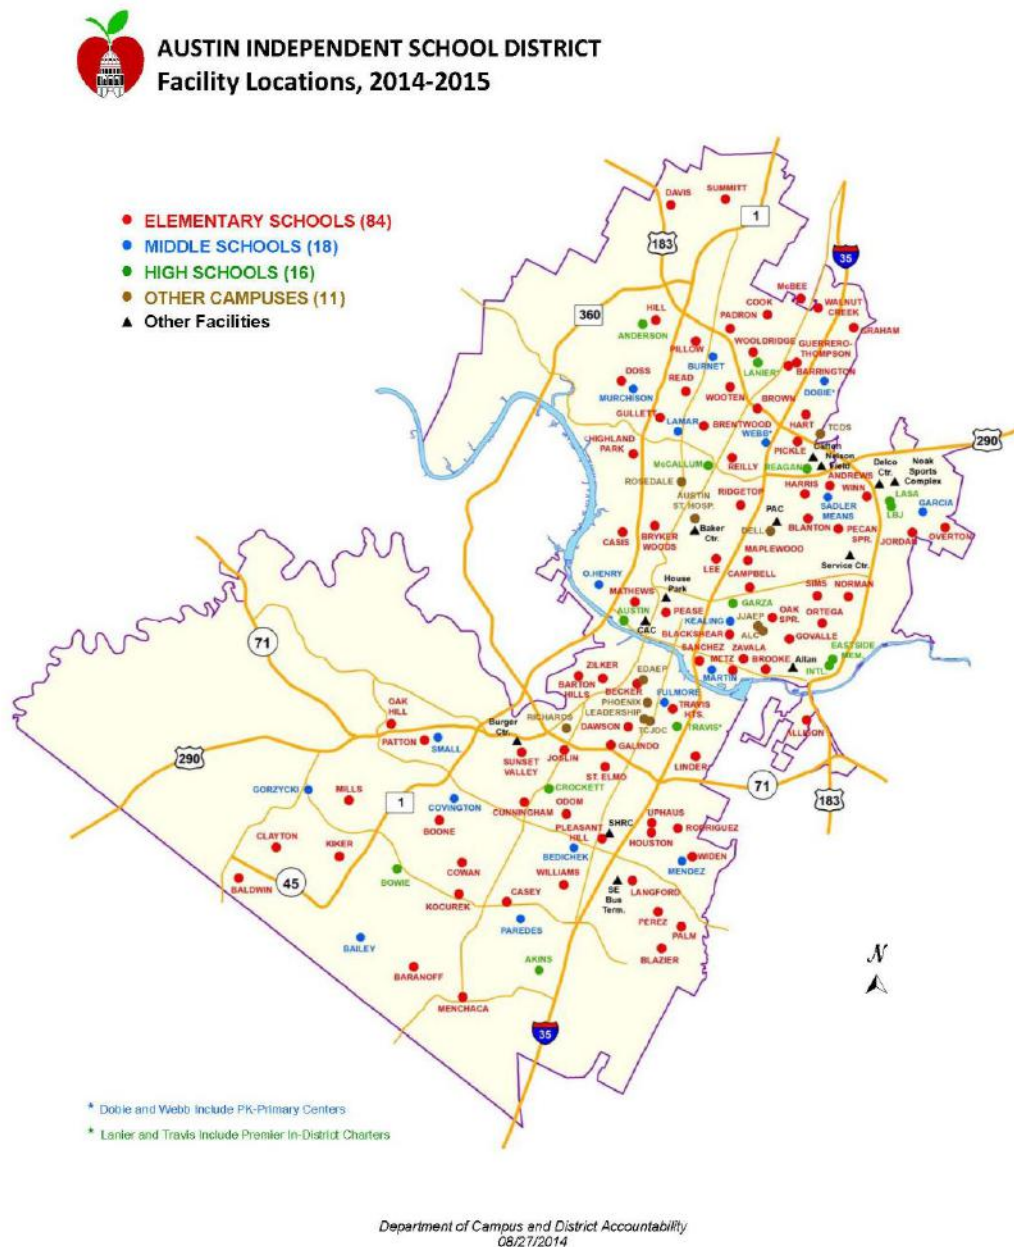 AUSTIN INDEPENDENT SCHOOL DISTRICT
Facility Locations, 2014-2015
ELEMENTARY SCHOOLS (84)
MIDDLE SCHOOLS (18)
HIGH SCHOOLS (16)
OTHER CAMPUSES (11)
Other Facilities
DAVIS
SUMMITT
1
183
35
McBEE
COOK
WALNUT
CREEK
HILL
PADRON
360
ANDERSON
GRAHAM
WOOLDRIDGE
GUERRERO-
THOMPSON
PILLOW
BURNET
LANIER*
BARRINGTON
DOSS
READ
MURCHISON
WOOTEN
BROWN
DOBIE*
GULLETT
LAMAR
BRENTWOOD
WEBB*
HART
TCDS
HIGHLAND
PARK
PICKLE
Nelson
Field
290
Delco
Ctr.
Noak
Sports
Complex
McCALLUM
REILLY
REAGAN
ANDREWS
ROSEDALE
AUSTIN
ST. HOSP.
RIDGETOP
HARRIS
WINN
LASA
LBJ
GARCIA
SADLER
MEANS
PAC
Baker
Ctr.
DELL
BLANTON
PECAN
SPR.
JORDAN
OVERTON
CASIS
BRYKER
WOODS
MAPLEWOOD
LEE
CAMPBELL
Service Ctr.
O.HENRY
House
Park
SIMS
NORMAN
MATHEWS
GARZA
AUSTIN
PEASE
JJAEP
OAK
SPR.
ORTEGA
CAC
KEALING
BLACKSHEAR
ALC
GOVALLE
EASTSIDE
MEM.
SANCHEZ
ZAVALA
METZ
BROOKE
Allan
INTL.
MARTIN
71
ZILKER
EDAEP
BARTON
HILLS
BECKER
FULMORE
PHOENIX
LEADERSHIP
TRAVIS
HTS.
OAK
HILL
Burger
Ctr.
RICHARDS
DAWSON
TCJDC
TRAVIS*
ALLISON
PATTON
SMALL
SUNSET
VALLEY
JOSLIN
GALINDO
LINDER
290
ST. ELMO
71
183
GORZYCKI
MILLS
1
COVINGTON
CROCKETT
CUNNINGHAM
ODOM
BOONE
PLEASANT
HILL
SHRC
UPHAUS
RODRIGUEZ
HOUSTON
CLAYTON
KIKER
BEDICHEK
WIDEN
MENDEZ
BALDWIN
45
BOWIE
COWAN
WILLIAMS
SE
Bus
Term.
LANGFORD
KOCUREK
CASEY
PEREZ
PAREDES
PALM
BAILEY
BLAZIER
BARANOFF
AKINS
MENCHACA
N
35
* Dobie and Webb Include PK-Primary Centers
* Lanier and Travis Include Premier In-District Charters
Department of Campus and District Accountability
08/27/2014